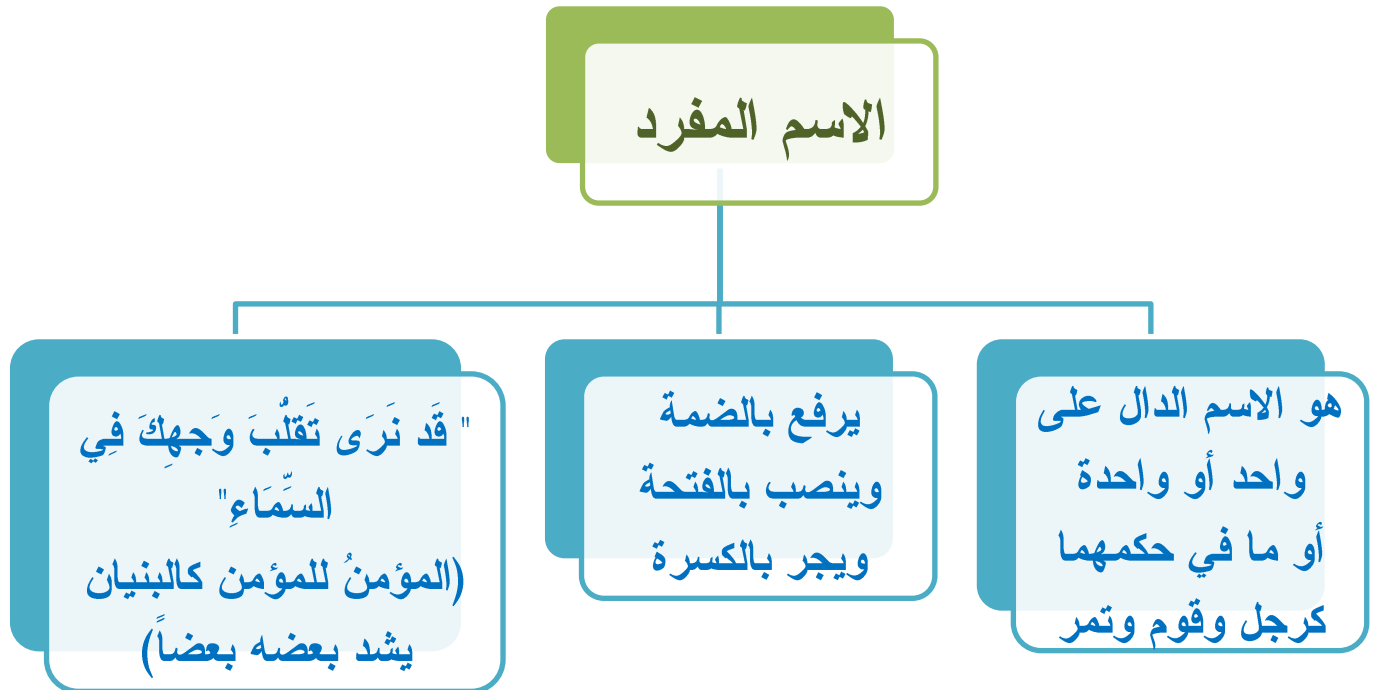 الاسم المفرد
هو الاسم الدال على
واحد أو واحدة
أو ما في حكمهما
كرجل وقوم وتمر
يرفع بالضمة
وينصب بالفتحة
ويجر بالكسرة
" قَد نَرَى تَقلُّبَ وَجهِكَ فِي
السَّمَاءِ"
(المؤمنُ للمؤمن كالبنيان
يشد بعضه بعضاً)